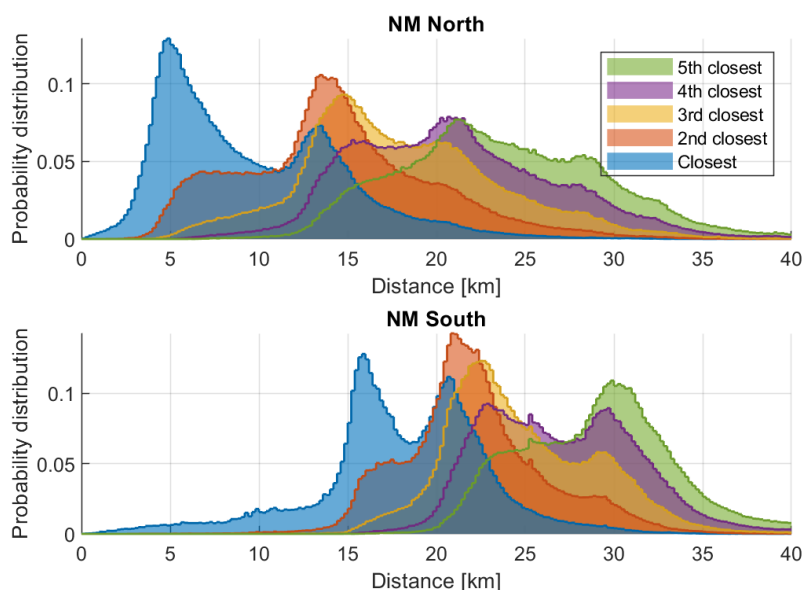 NM North
Probability distribution
0.1
0.05
0
5th closest
4th closest
3rd closest
2nd closest
Closest
0 5 10 15 20 25 30 35 40
Distance [km]
NM South
Probability distribution
0.1
0.05
0
0 5 10 15 20 25 30 35 40
Distance [km]